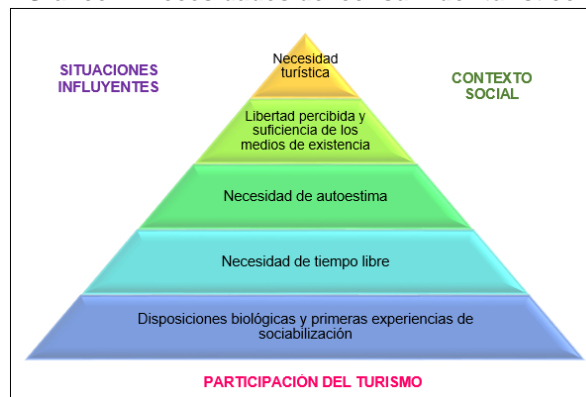 Necesidad
turística
SITUACIONES
INFLUYENTES
CONTEXTO
SOCIAL
Libertad percibida y
suficiencia de los
medios de existencia
Necesidad de autoestima
Necesidad de tiempo libre
Disposiciones biológicas y primeras experiencias de
sociabilización
PARTICIPACIÓN DEL TURISMO